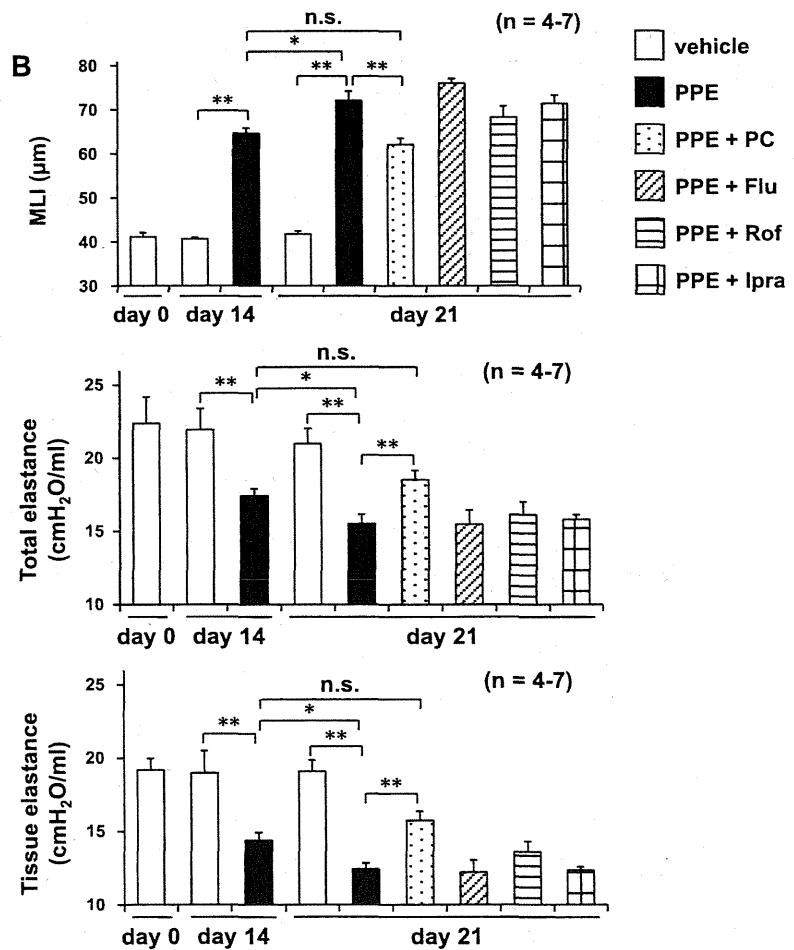 B
n.s.
(n = 4-7)
*
** **
**
MLI (μm)
80
70
60
50
40
30
day 0 day 14 day 21
vehicle
PPE
PPE + PC
PPE + Flu
PPE + Rof
PPE + Ipra
n.s.
(n = 4-7)
*
**
**
**
Total elastance
(cmH₂O/ml)
25
20
15
10
day 0 day 14 day 21
n.s.
(n = 4-7)
*
**
**
**
Tissue elastance
(cmH₂O/ml)
25
20
15
10
day 0 day 14 day 21